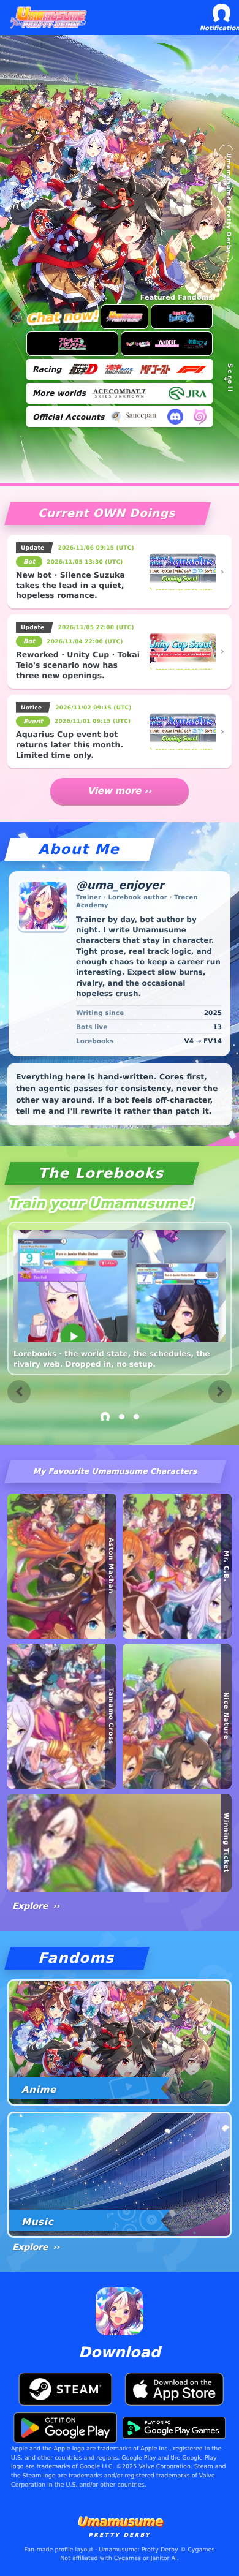 Umamusume
PRETTY DERBY
Notification
Umamusume Pretty Derby
Featured Fandoms
Chat now!
Scroll
Racing
F1
More worlds
ACE COMBAT 7
SKIES UNKNOWN
JRA
Official Accounts
Saucepan
Current OWN Doings
Update
2026/11/06 09:15 (UTC)
Bot
2026/11/05 13:30 (UTC)
New bot · Silence Suzuka
takes the lead in a quiet,
hopeless romance.
Aquarius
Coming Soon!
Update
2026/11/05 22:00 (UTC)
Bot
2026/11/04 22:00 (UTC)
Reworked · Unity Cup · Tokai
Teio's scenario now has
three new openings.
Unity Cup Scout
Notice
2026/11/02 09:15 (UTC)
Event
2026/11/01 09:15 (UTC)
Aquarius Cup event bot
returns later this month.
Limited time only.
Aquarius
Coming Soon!
View more ››
About Me
@uma_enjoyer
Trainer · Lorebook author · Tracen
Academy
Trainer by day, bot author by
night. I write Umamusume
characters that stay in character.
Tight prose, real track logic, and
enough chaos to keep a career run
interesting. Expect slow burns,
rivalry, and the occasional
hopeless crush.
Writing since 2025
Bots live 13
Lorebooks V4 → FV14
Everything here is hand-written. Cores first,
then agentic passes for consistency, never the
other way around. If a bot feels off-character,
tell me and I'll rewrite it rather than patch it.
The Lorebooks
Train your Umamusume!
Lorebooks · the world state, the schedules, the
rivalry web. Dropped in, no setup.
My Favourite Umamusume Characters
Aston Machan
Mr. C.B.
Tamamo Cross
Nice Nature
Winning Ticket
Explore ››
Fandoms
Anime
Music
Explore ››
Download
STEAM®
Download on the
App Store
GET IT ON
Google Play
PLAY ON PC
Google Play Games
Apple and the Apple logo are trademarks of Apple Inc., registered in the
U.S. and other countries and regions. Google Play and the Google Play
logo are trademarks of Google LLC. ©2025 Valve Corporation. Steam and
the Steam logo are trademarks and/or registered trademarks of Valve
Corporation in the U.S. and/or other countries.
Umamusume
PRETTY DERBY
Fan-made profile layout · Umamusume: Pretty Derby © Cygames
Not affiliated with Cygames or Janitor AI.